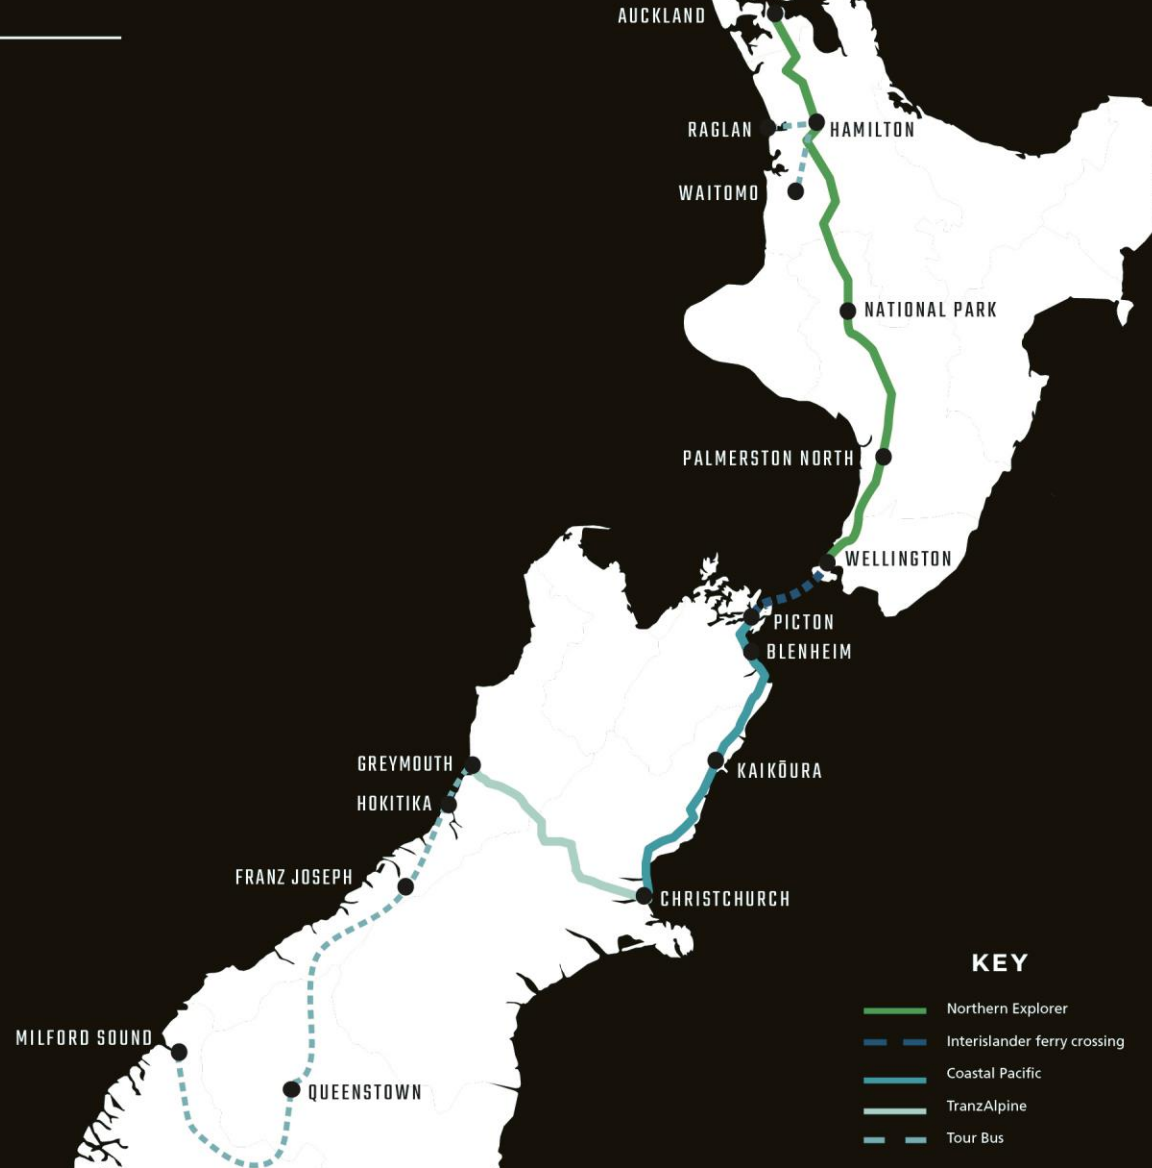 AUCKLAND
RAGLAN
HAMILTON
WAITOMO
NATIONAL PARK
PALMERSTON NORTH
WELLINGTON
PICTON
BLENHEIM
GREYMOUTH
KAIKŌURA
HOKITIKA
FRANZ JOSEPH
CHRISTCHURCH
MILFORD SOUND
QUEENSTOWN
KEY
Northern Explorer
Interislander ferry crossing
Coastal Pacific
TranzAlpine
Tour Bus